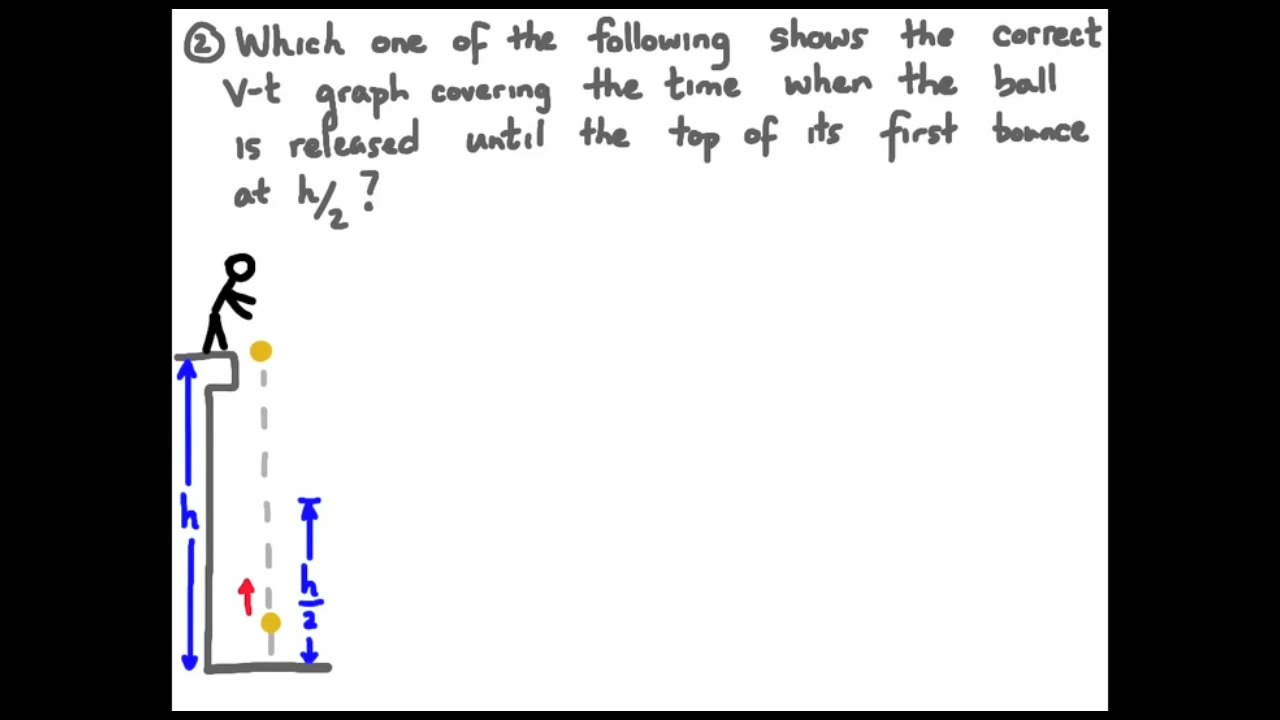 ② Which one of the following shows the correct
V-t graph covering the time when the ball
is released until the top of its first bounce
at h/2 ?
h
h
2